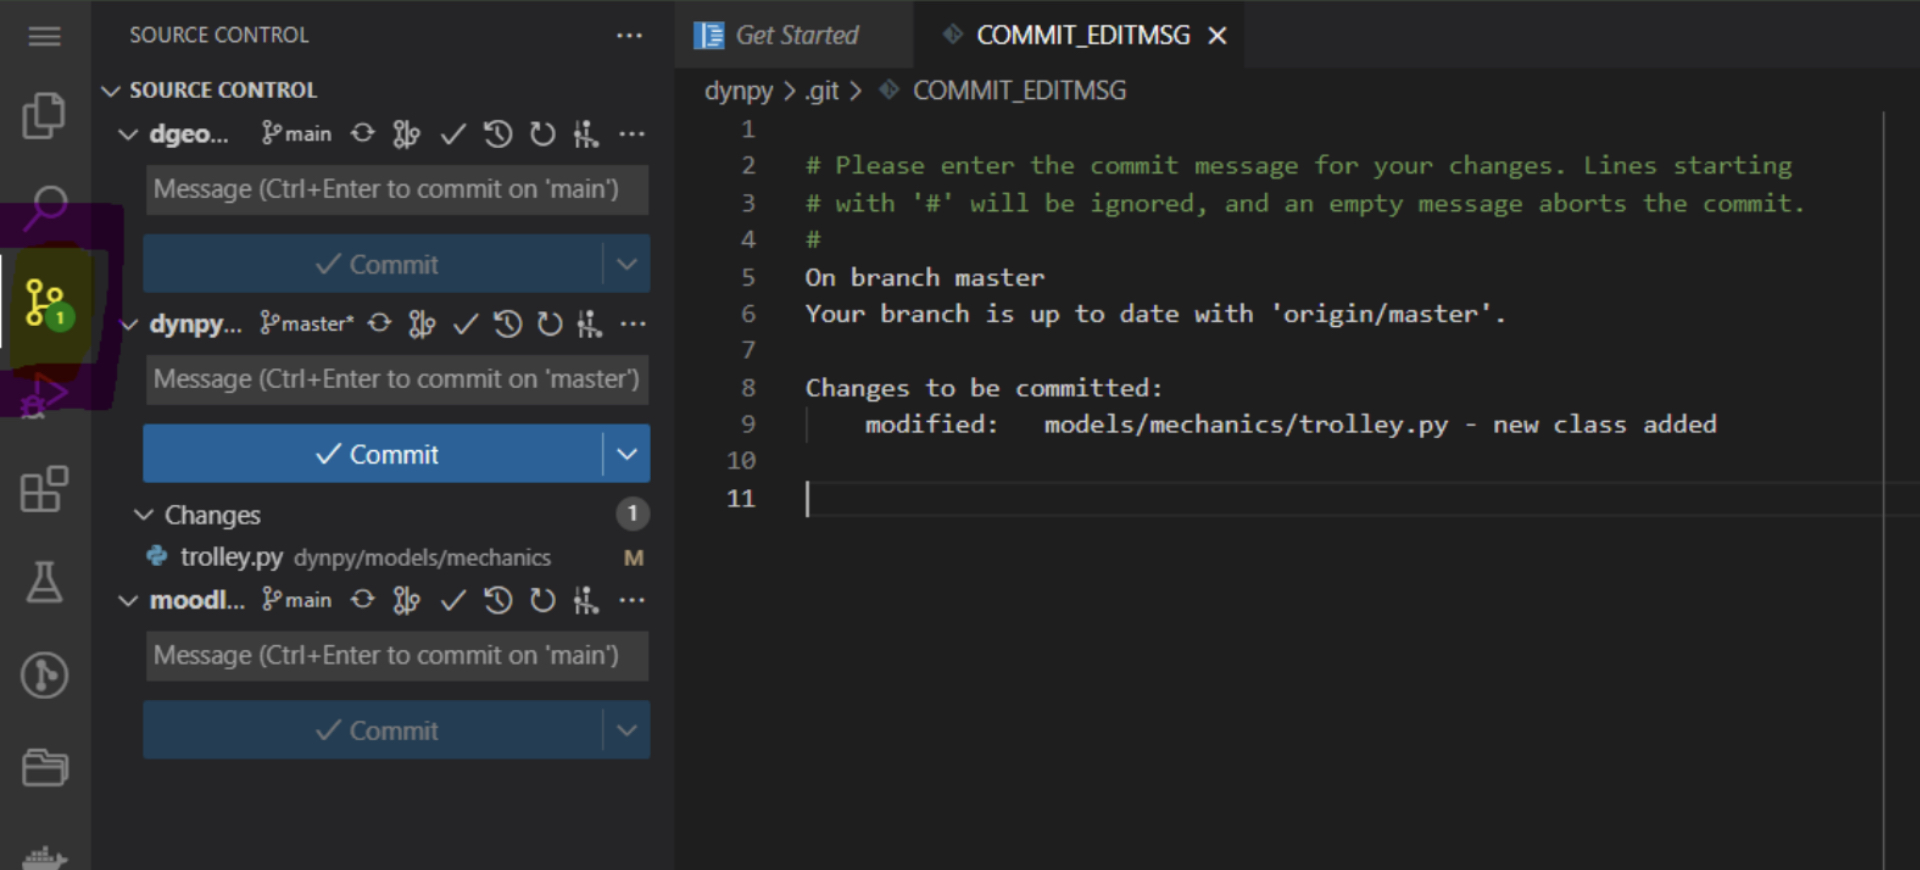 SOURCE CONTROL
SOURCE CONTROL
dgeo... main
Message (Ctrl+Enter to commit on 'main')
Commit
1
dynpy... master*
Message (Ctrl+Enter to commit on 'master')
Commit
Changes 1
trolley.py dynpy/models/mechanics M
moodl... main
Message (Ctrl+Enter to commit on 'main')
Commit
Get Started COMMIT_EDITMSG
dynpy > .git > COMMIT_EDITMSG
1
2 # Please enter the commit message for your changes. Lines starting
3 # with '#' will be ignored, and an empty message aborts the commit.
4 #
5 On branch master
6 Your branch is up to date with 'origin/master'.
7
8 Changes to be committed:
9 modified: models/mechanics/trolley.py - new class added
10
11